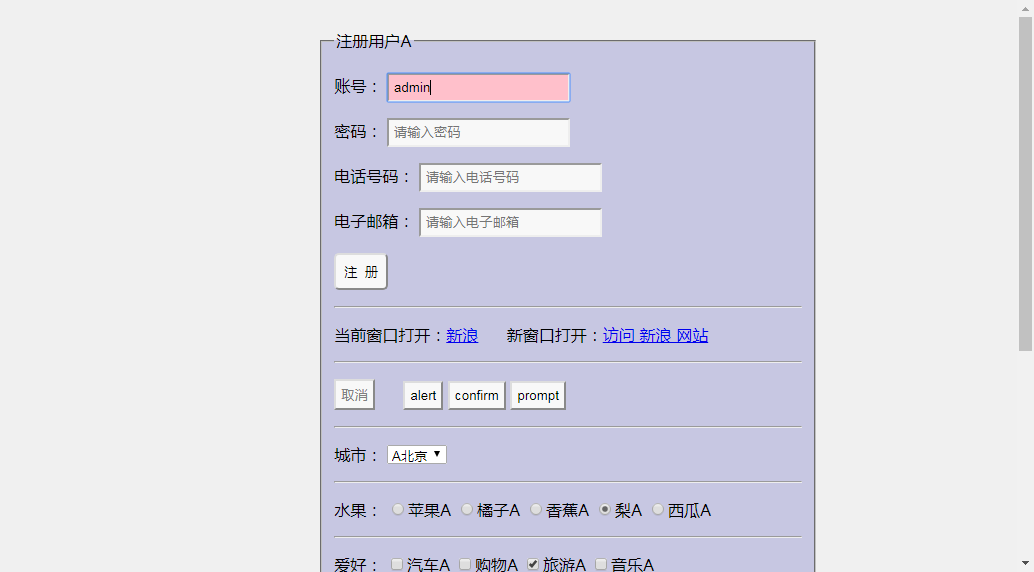 注册用户A
账号： admin
密码： 请输入密码
电话号码： 请输入电话号码
电子邮箱： 请输入电子邮箱
注 册
当前窗口打开：新浪 新窗口打开：访问 新浪 网站
取消 alert confirm prompt
城市： A北京
水果： 苹果A 橘子A 香蕉A 梨A 西瓜A
爱好： 汽车A 购物A 旅游A 音乐A